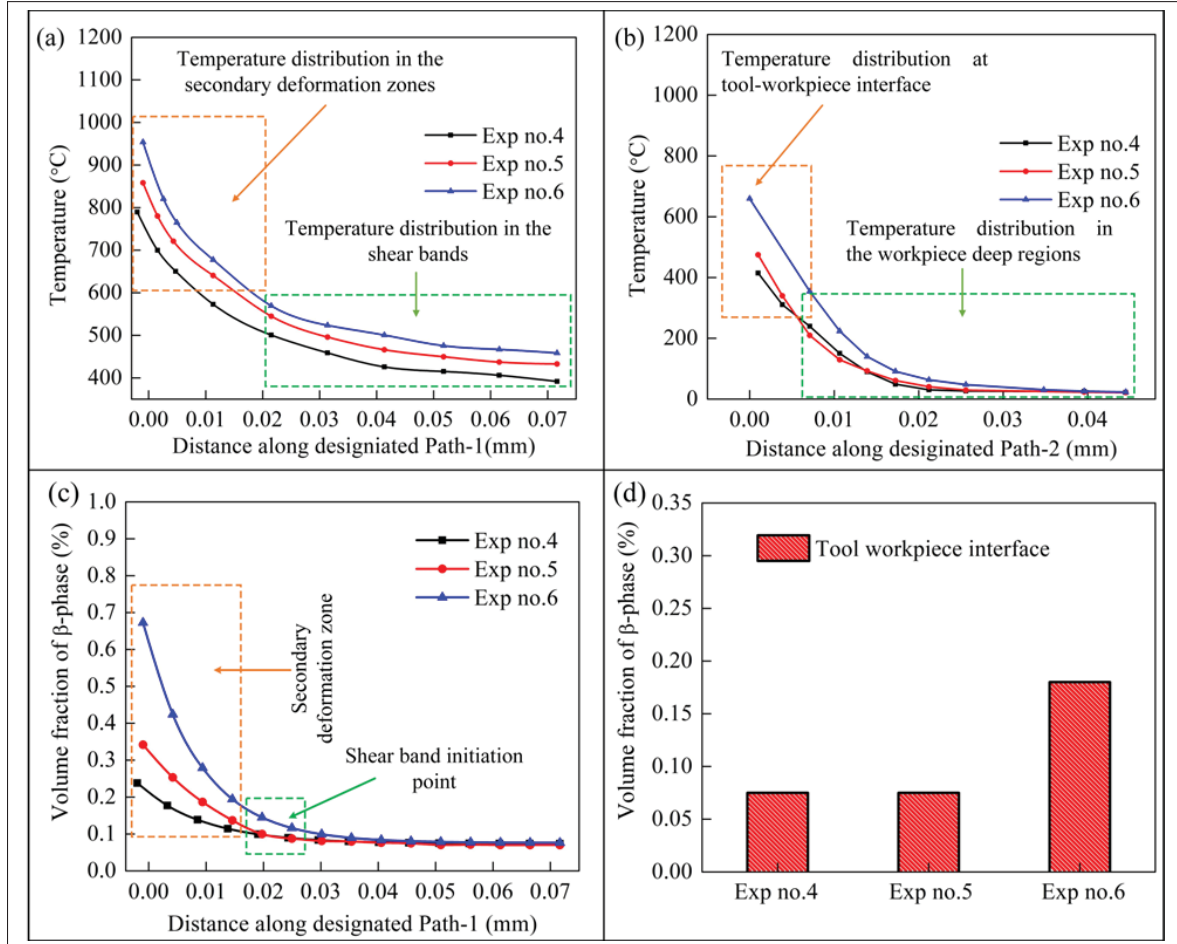 (a)
1200
1100
1000
900
800
700
600
500
400
Temperature (°C)
Temperature distribution in the
secondary deformation zones
Exp no.4
Exp no.5
Exp no.6
Temperature distribution in the
shear bands
0.00 0.01 0.02 0.03 0.04 0.05 0.06 0.07
Distance along designiated Path-1(mm)
(b)
1200
1000
800
600
400
200
0
Temperature (°C)
Temperature distribution at
tool-workpiece interface
Exp no.4
Exp no.5
Exp no.6
Temperature distribution in
the workpiece deep regions
0.00 0.01 0.02 0.03 0.04
Distance along desiginated Path-2 (mm)
(c)
1.0
0.9
0.8
0.7
0.6
0.5
0.4
0.3
0.2
0.1
0.0
Volume fraction of β-phase (%)
Exp no.4
Exp no.5
Exp no.6
Secondary
deformation zone
Shear band initiation
point
0.00 0.01 0.02 0.03 0.04 0.05 0.06 0.07
Distance along designated Path-1 (mm)
(d)
0.35
0.30
0.25
0.20
0.15
0.10
0.05
0.00
Volume fraction of β-phase (%)
Tool workpiece interface
Exp no.4 Exp no.5 Exp no.6